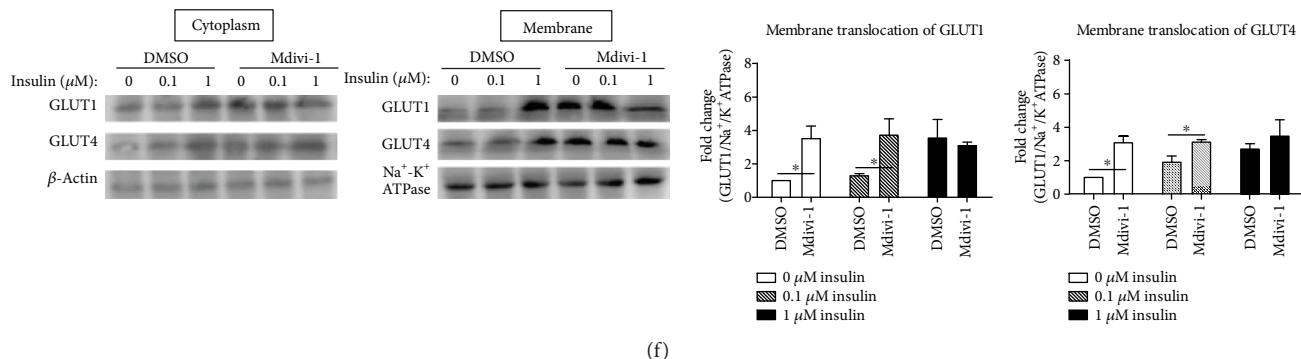 Cytoplasm
DMSO Mdivi-1
Insulin (μM): 0 0.1 1 0 0.1 1
GLUT1
GLUT4
β-Actin
Membrane
DMSO Mdivi-1
Insulin (μM): 0 0.1 1 0 0.1 1
GLUT1
GLUT4
Na⁺-K⁺
ATPase
Membrane translocation of GLUT1
Fold change
(GLUT1/Na⁺/K⁺ATPase)
8
6
4
2
0
* *
DMSO Mdivi-1 DMSO Mdivi-1 DMSO Mdivi-1
0 μM insulin
0.1 μM insulin
1 μM insulin
Membrane translocation of GLUT4
Fold change
(GLUT1/Na⁺/K⁺ATPase)
8
6
4
2
0
* *
DMSO Mdivi-1 DMSO Mdivi-1 DMSO Mdivi-1
0 μM insulin
0.1 μM insulin
1 μM insulin
(f)